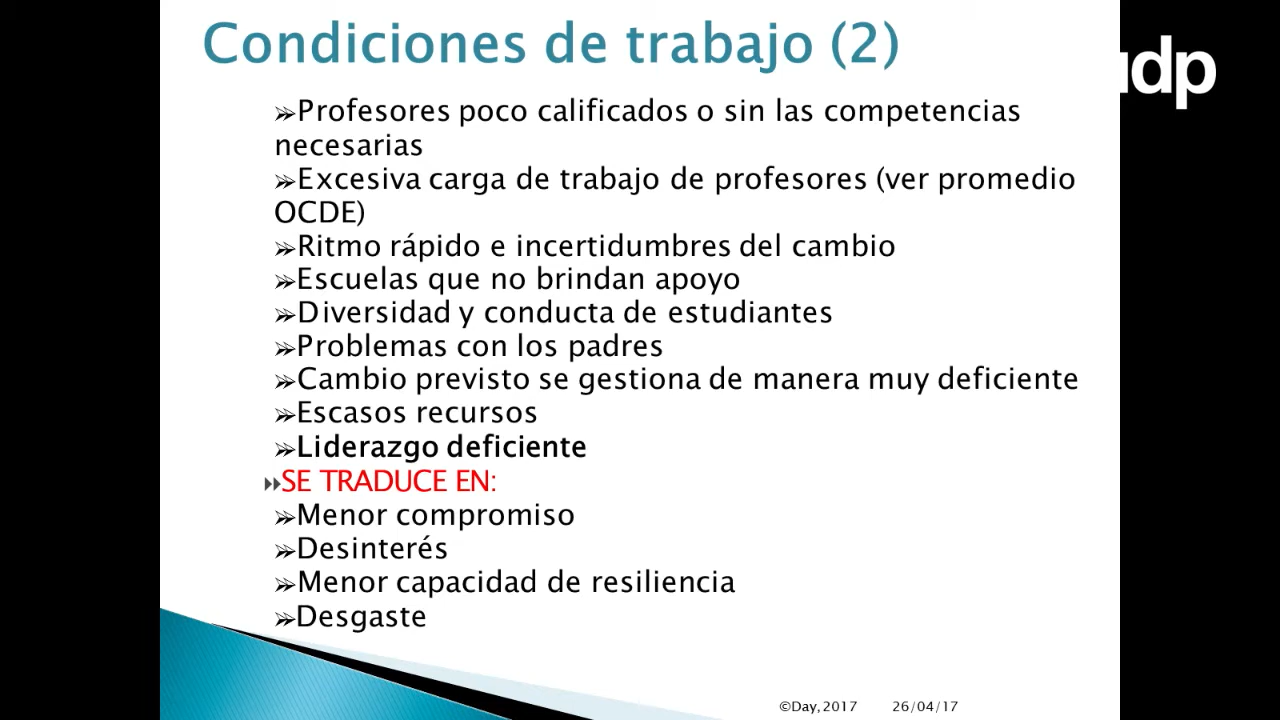 Condiciones de trabajo (2)
udp
Profesores poco calificados o sin las competencias
necesarias
Excesiva carga de trabajo de profesores (ver promedio
OCDE)
Ritmo rápido e incertidumbres del cambio
Escuelas que no brindan apoyo
Diversidad y conducta de estudiantes
Problemas con los padres
Cambio previsto se gestiona de manera muy deficiente
Escasos recursos
Liderazgo deficiente
SE TRADUCE EN:
Menor compromiso
Desinterés
Menor capacidad de resiliencia
Desgaste
©Day, 2017 26/04/17